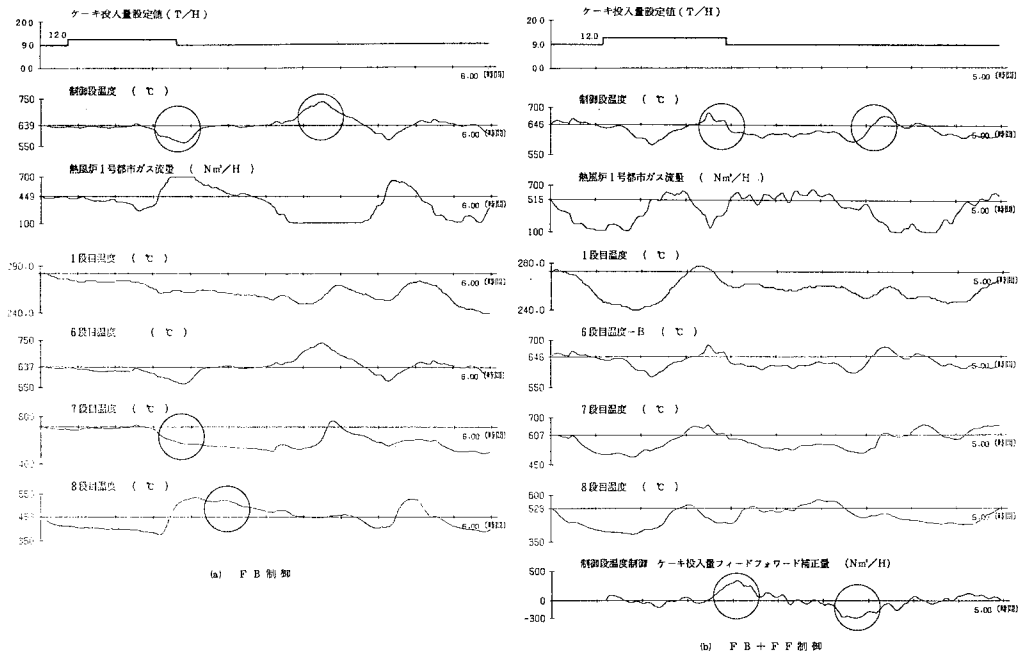 ケーキ投入量設定値(T/H)
20.0
12.0
9.0
0.0
6.00 (時間)
制御段温度 (℃)
750
639
550
6.00 (時間)
熱風炉1号都市ガス流量 (Nm³/H)
700
449
100
6.00 (時間)
1段目温度 (℃)
290.0
240.0
6.00 (時間)
6段目温度 (℃)
750
637
550
6.00 (時間)
7段目温度 (℃)
6.00 (時間)
8段目温度 (℃)
350
6.00 (時間)
(a) FB制御
ケーキ投入量設定値(T/H)
20.0
12.0
9.0
0.0
5.00 (時間)
制御段温度 (℃)
700
646
550
5.00 (時間)
熱風炉1号都市ガス流量 (Nm³/H)
700
515
100
5.00 (時間)
1段目温度 (℃)
280.0
240.0
5.00 (時間)
6段目温度-B (℃)
700
646
550
5.00 (時間)
7段目温度 (℃)
700
607
450
5.00 (時間)
8段目温度 (℃)
600
526
350
5.00 (時間)
制御段温度制御 ケーキ投入量フィードフォワード補正量 (Nm³/H)
500
0
-300
5.00 (時間)
(b) FB+FF制御